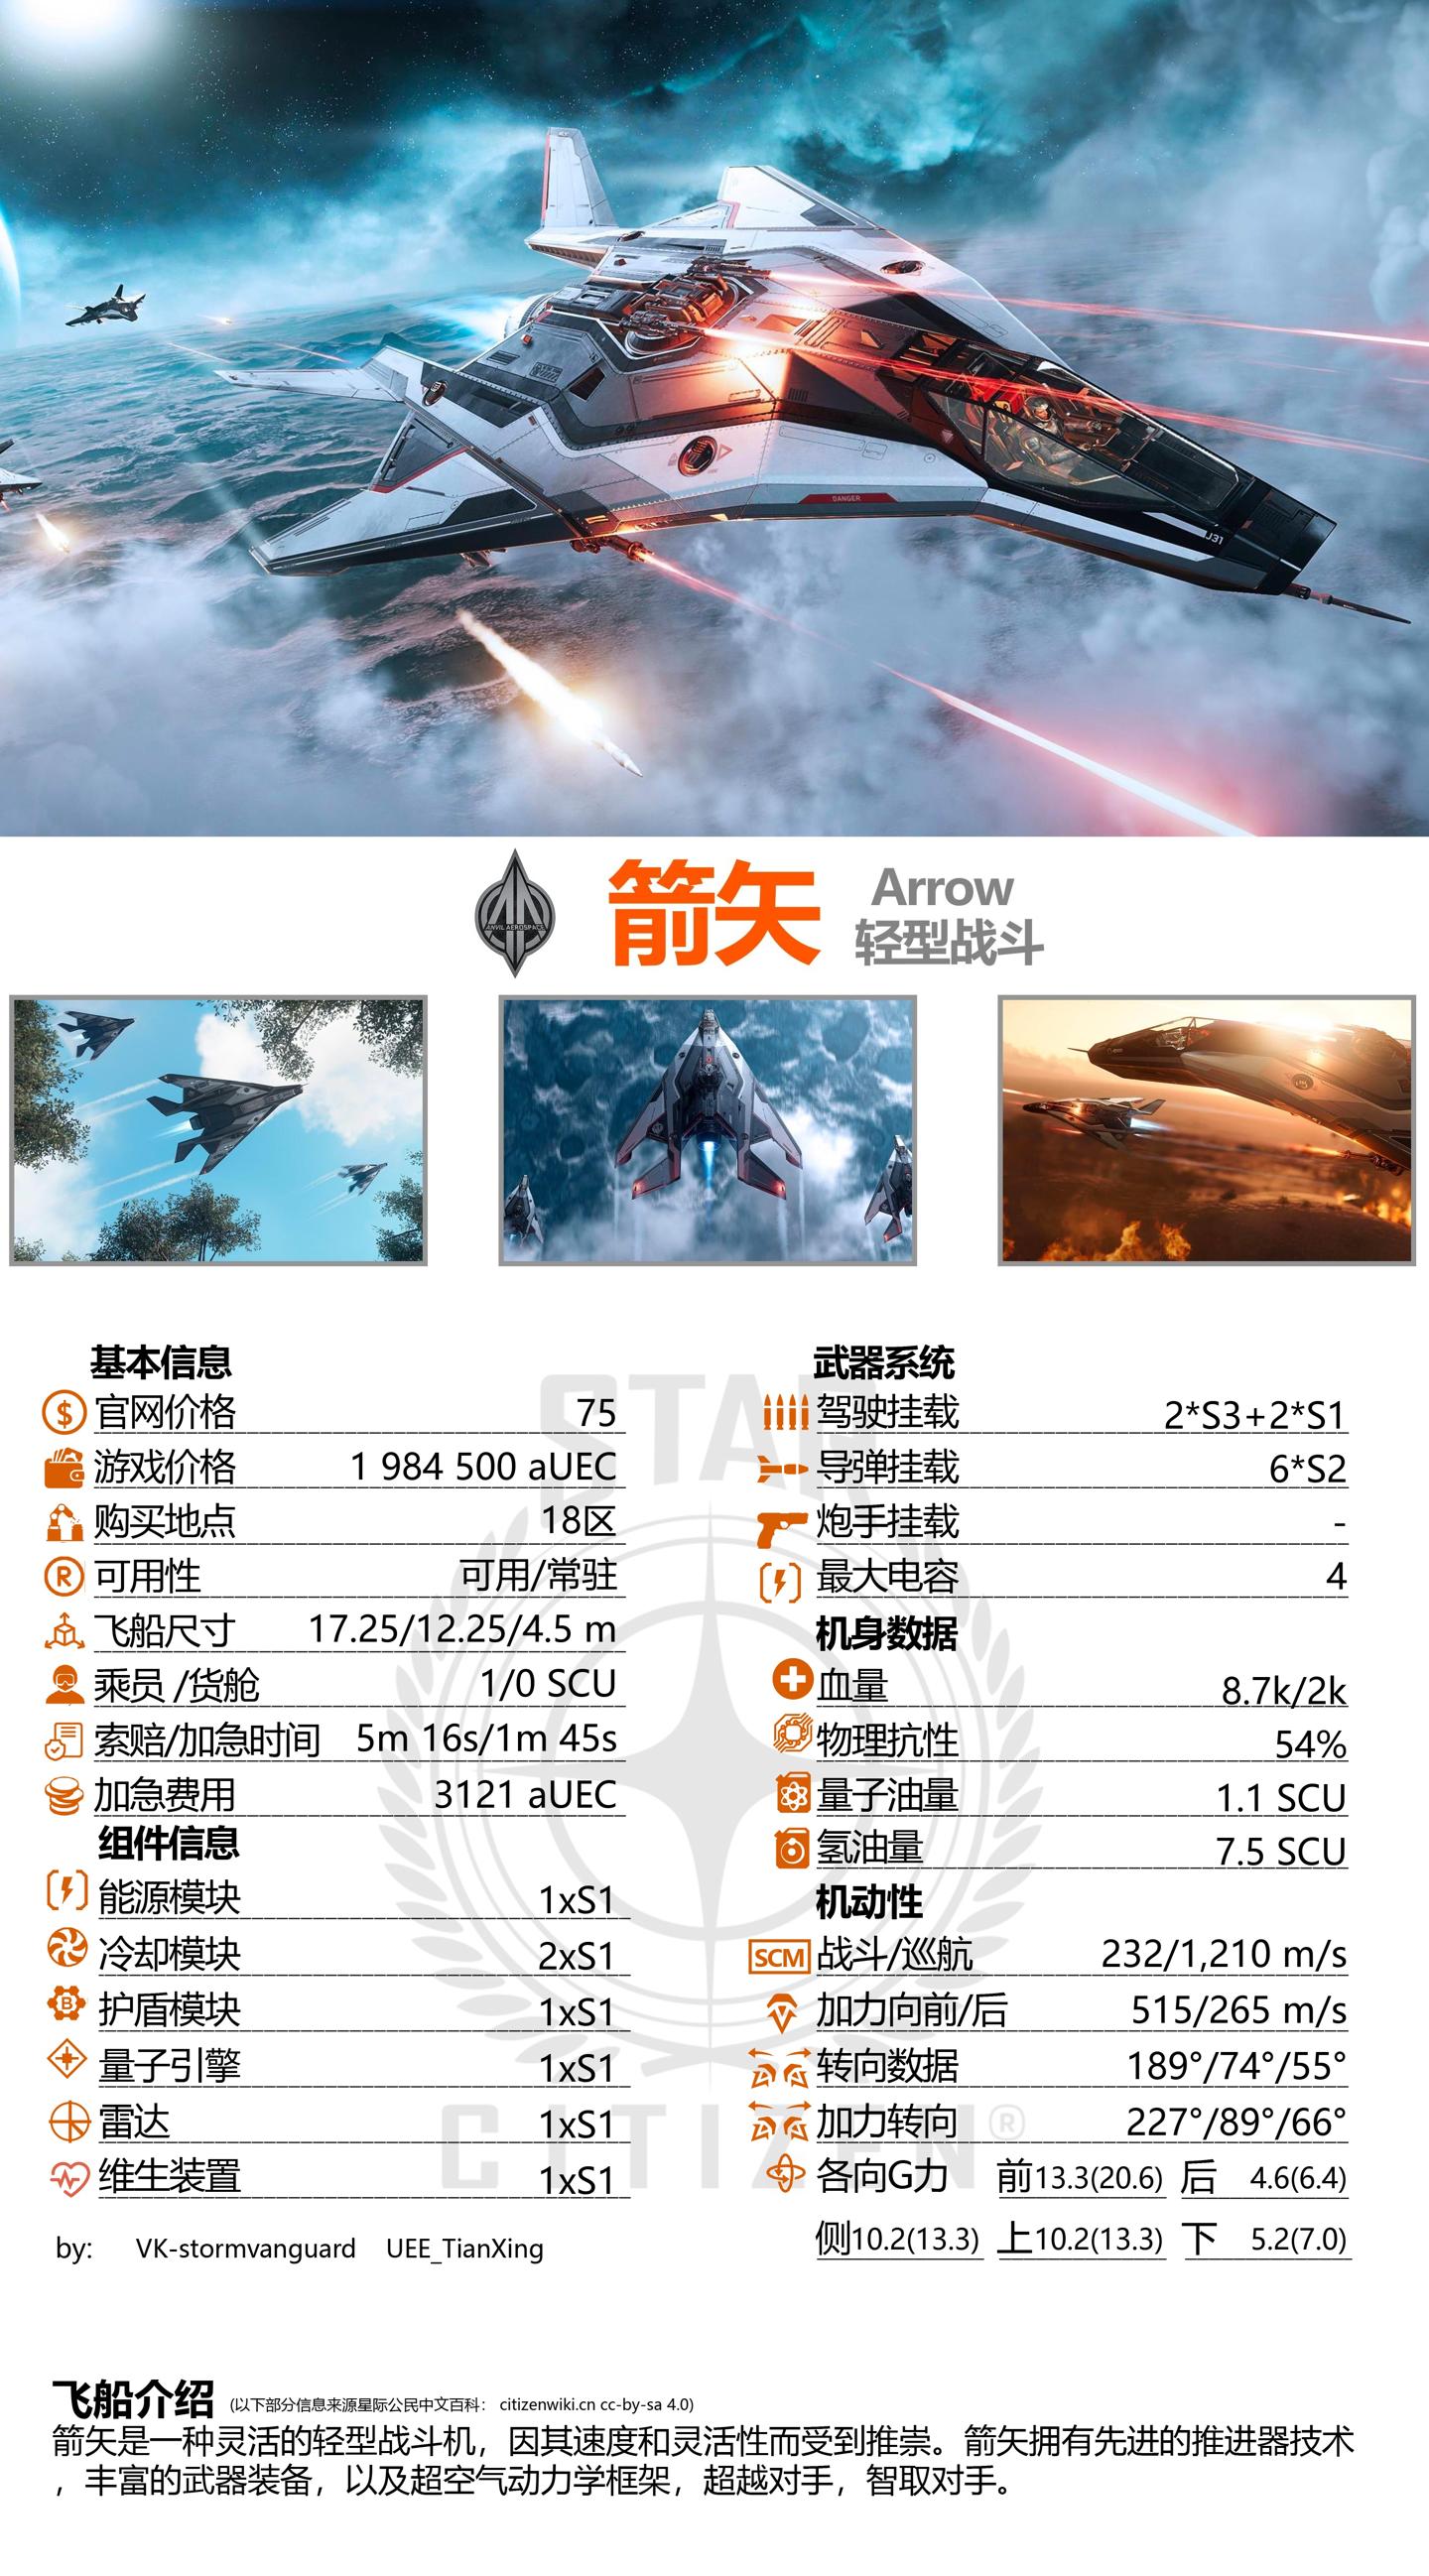 DANGER
J31
ANVIL AEROSPACE
箭矢
Arrow
轻型战斗
STAR
CITIZEN®
基本信息
官网价格 75
游戏价格 1 984 500 aUEC
购买地点 18区
可用性 可用/常驻
飞船尺寸 17.25/12.25/4.5 m
乘员 /货舱 1/0 SCU
索赔/加急时间 5m 16s/1m 45s
加急费用 3121 aUEC
组件信息
能源模块 1xS1
冷却模块 2xS1
护盾模块 1xS1
量子引擎 1xS1
雷达 1xS1
维生装置 1xS1
by: VK-stormvanguard UEE_TianXing
武器系统
驾驶挂载 2*S3+2*S1
导弹挂载 6*S2
炮手挂载 -
最大电容 4
机身数据
血量 8.7k/2k
物理抗性 54%
量子油量 1.1 SCU
氢油量 7.5 SCU
机动性
SCM 战斗/巡航 232/1,210 m/s
加力向前/后 515/265 m/s
转向数据 189°/74°/55°
加力转向 227°/89°/66°
各向G力 前13.3(20.6) 后 4.6(6.4)
侧10.2(13.3) 上10.2(13.3) 下 5.2(7.0)
飞船介绍 (以下部分信息来源星际公民中文百科： citizenwiki.cn cc-by-sa 4.0)
箭矢是一种灵活的轻型战斗机，因其速度和灵活性而受到推崇。箭矢拥有先进的推进器技术
，丰富的武器装备，以及超空气动力学框架，超越对手，智取对手。